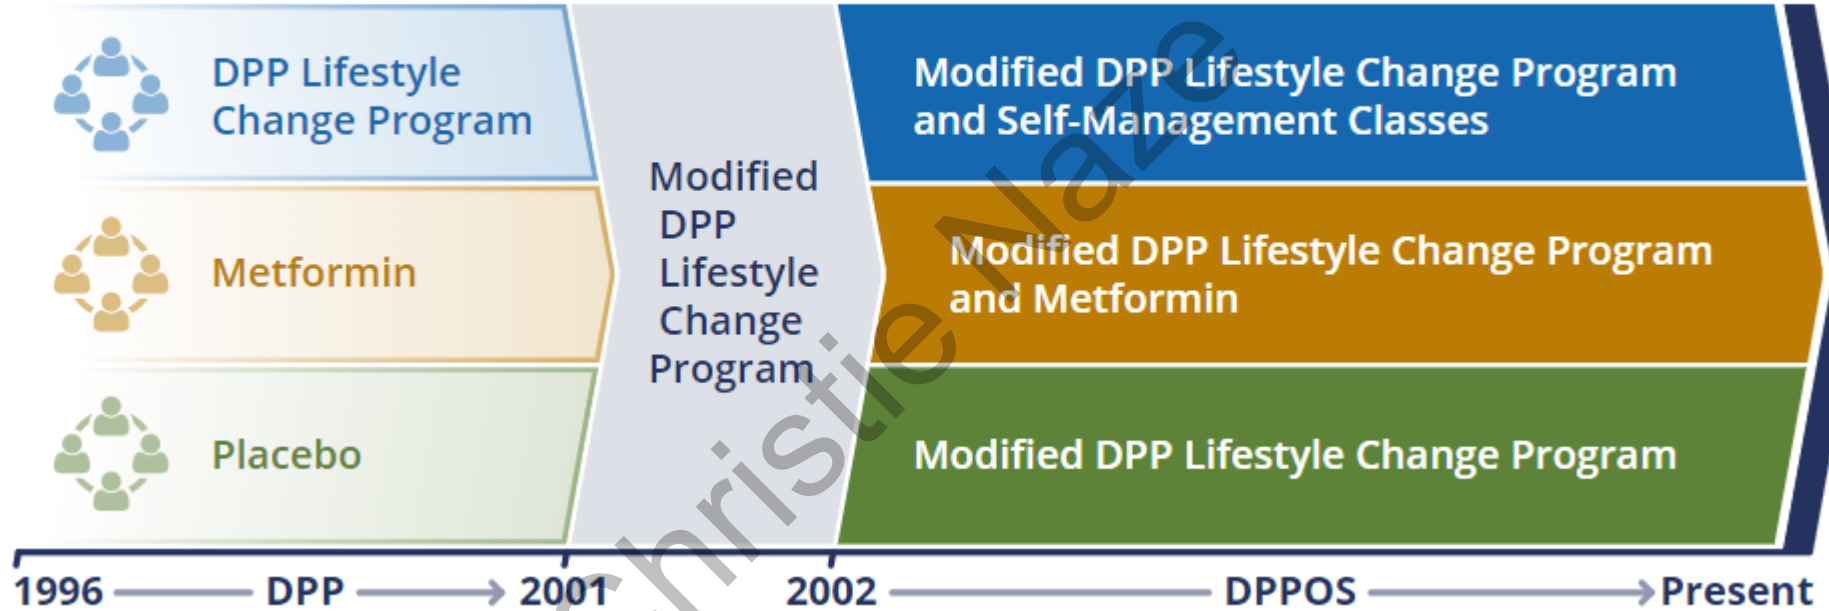 DPP Lifestyle
Change Program
Metformin
Placebo
Modified
DPP
Lifestyle
Change
Program
Modified DPP Lifestyle Change Program
and Self-Management Classes
Modified DPP Lifestyle Change Program
and Metformin
Modified DPP Lifestyle Change Program
1996 DPP 2001 2002 DPPOS Present
Christie Naze